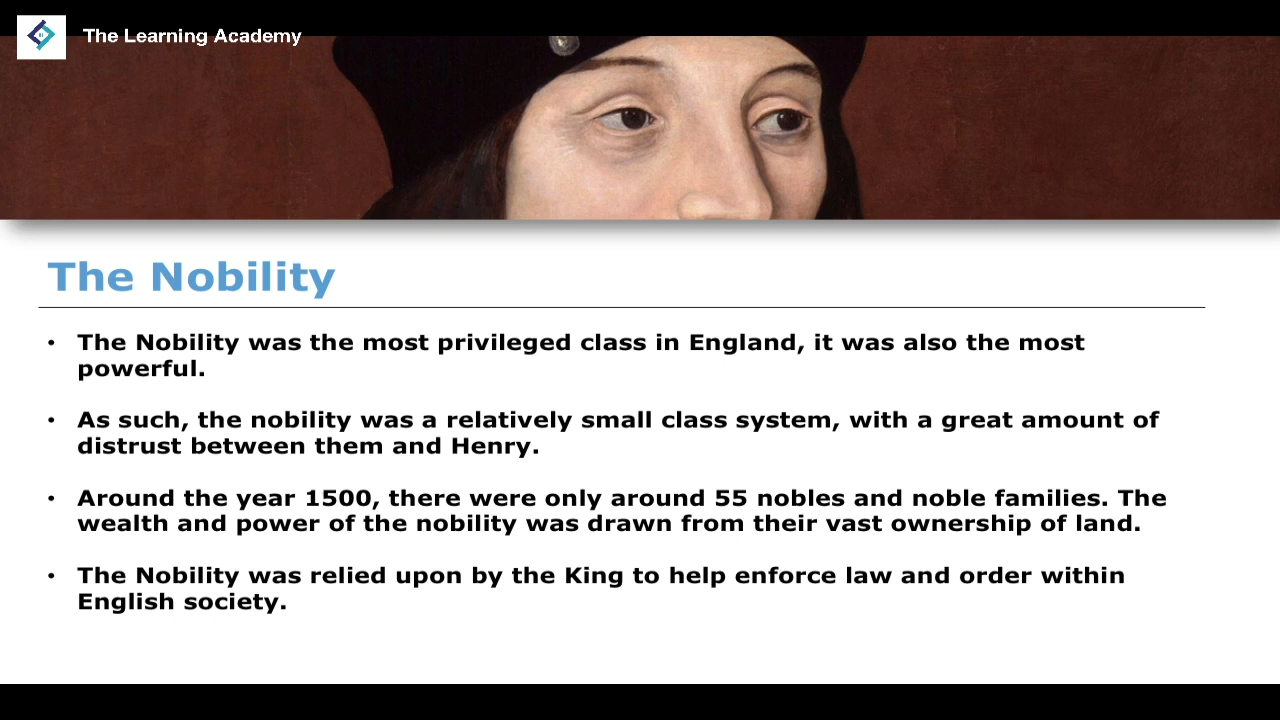 The Learning Academy
The Nobility
• The Nobility was the most privileged class in England, it was also the most
powerful.
• As such, the nobility was a relatively small class system, with a great amount of
distrust between them and Henry.
• Around the year 1500, there were only around 55 nobles and noble families. The
wealth and power of the nobility was drawn from their vast ownership of land.
• The Nobility was relied upon by the King to help enforce law and order within
English society.